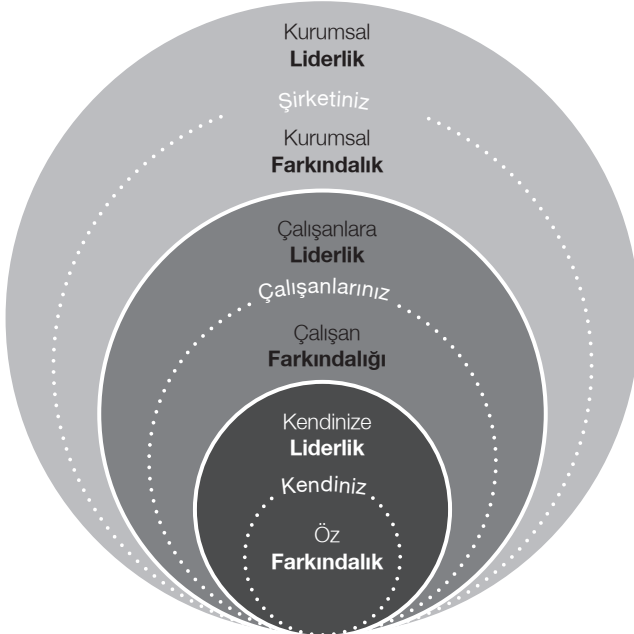 Kurumsal
Liderlik
Şirketiniz
Kurumsal
Farkındalık
Çalışanlara
Liderlik
Çalışanlarınız
Çalışan
Farkındalığı
Kendinize
Liderlik
Kendiniz
Öz
Farkındalık